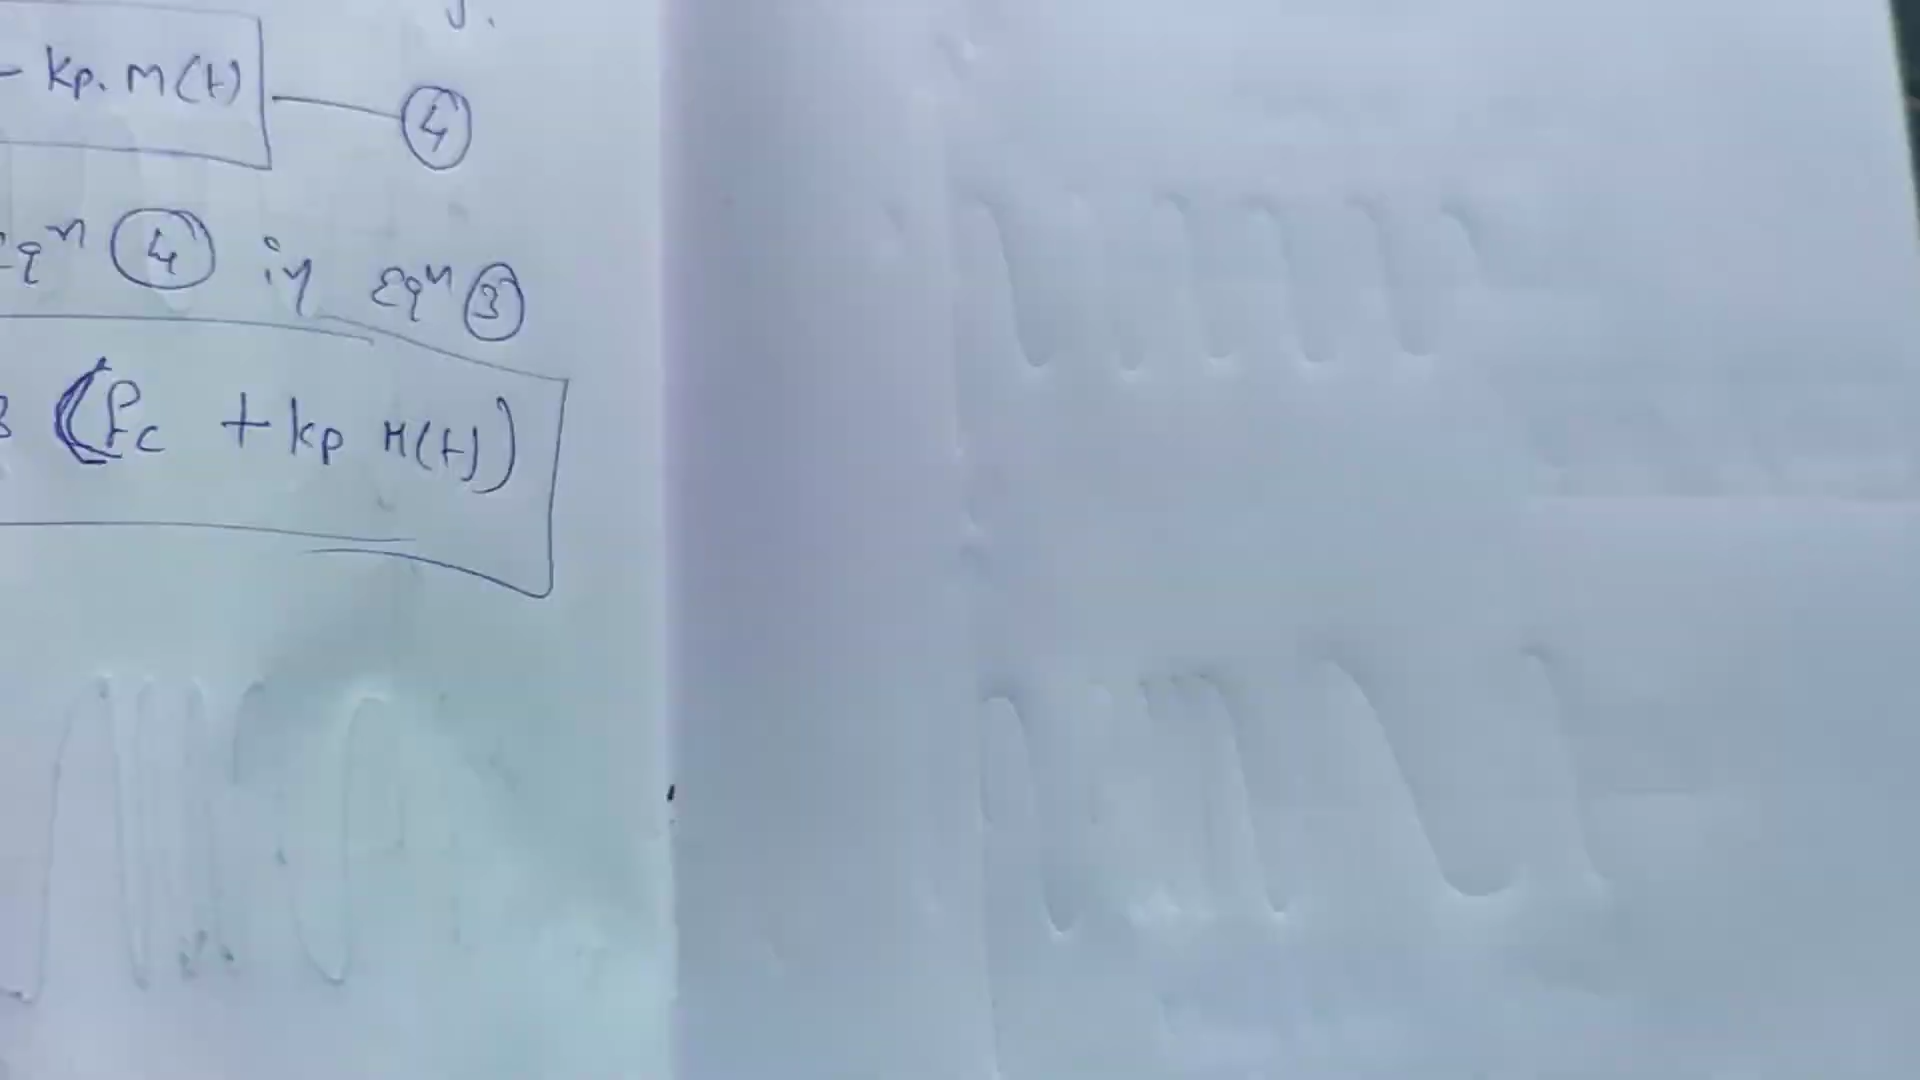 - Kp. M(t) 4
Eqⁿ 4 in Eqⁿ 3
(fc + kp M(t))